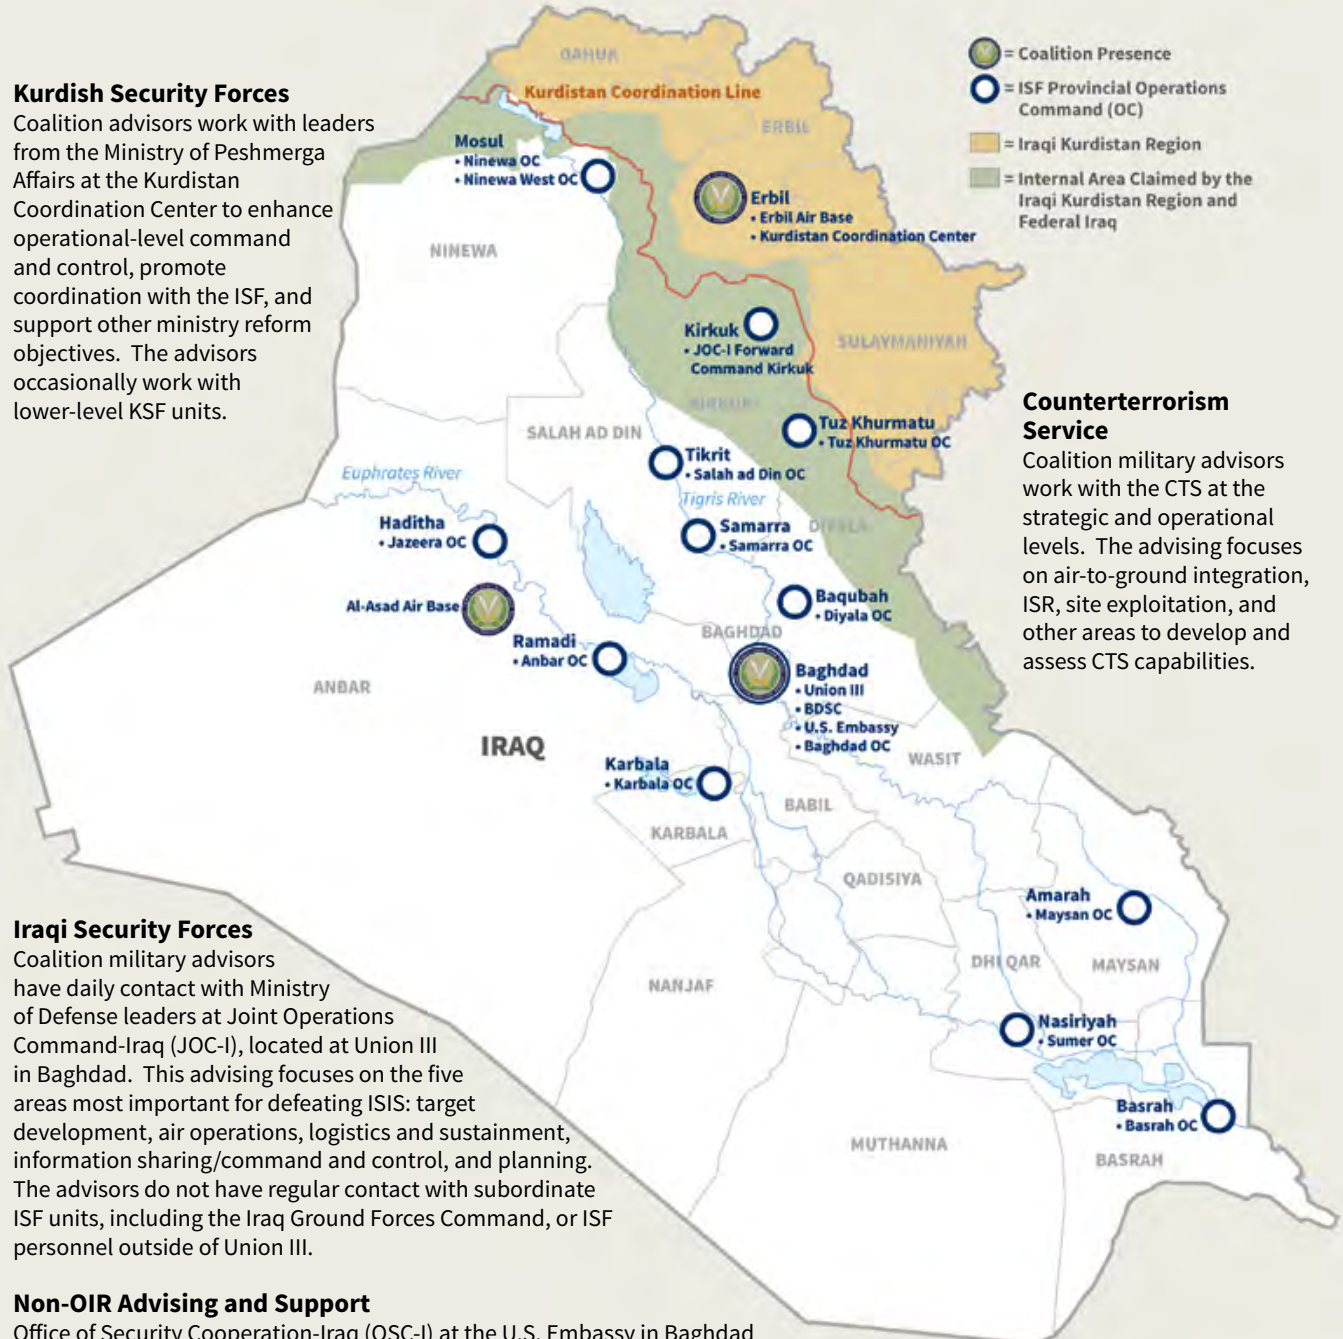 Kurdish Security Forces
Coalition advisors work with leaders
from the Ministry of Peshmerga
Affairs at the Kurdistan
Coordination Center to enhance
operational-level command
and control, promote
coordination with the ISF, and
support other ministry reform
objectives.  The advisors
occasionally work with
lower-level KSF units.
= Coalition Presence
= ISF Provincial Operations
Command (OC)
= Iraqi Kurdistan Region
= Internal Area Claimed by the
Iraqi Kurdistan Region and
Federal Iraq
DAHUK
Kurdistan Coordination Line
ERBIL
Mosul
• Ninewa OC
• Ninewa West OC
Erbil
• Erbil Air Base
• Kurdistan Coordination Center
NINEWA
Kirkuk
• JOC-I Forward
Command Kirkuk
SULAYMANIYAH
KIRKUK
Tuz Khurmatu
• Tuz Khurmatu OC
SALAH AD DIN
Tikrit
• Salah ad Din OC
Euphrates River
Tigris River
Haditha
• Jazeera OC
Samarra
• Samarra OC
DIYALA
Al-Asad Air Base
Baqubah
• Diyala OC
Ramadi
• Anbar OC
BAGHDAD
Baghdad
• Union III
• BDSC
• U.S. Embassy
• Baghdad OC
ANBAR
IRAQ
WASIT
Karbala
• Karbala OC
BABIL
KARBALA
QADISIYA
Amarah
• Maysan OC
DHI QAR
MAYSAN
NANJAF
Nasiriyah
• Sumer OC
Basrah
• Basrah OC
MUTHANNA
BASRAH
Counterterrorism
Service
Coalition military advisors
work with the CTS at the
strategic and operational
levels.  The advising focuses
on air-to-ground integration,
ISR, site exploitation, and
other areas to develop and
assess CTS capabilities.
Iraqi Security Forces
Coalition military advisors
have daily contact with Ministry
of Defense leaders at Joint Operations
Command-Iraq (JOC-I), located at Union III
in Baghdad.  This advising focuses on the five
areas most important for defeating ISIS: target
development, air operations, logistics and sustainment,
information sharing/command and control, and planning.
The advisors do not have regular contact with subordinate
ISF units, including the Iraq Ground Forces Command, or ISF
personnel outside of Union III.
Non-OIR Advising and Support
Office of Security Cooperation-Iraq (OSC-I) at the U.S. Embassy in Baghdad